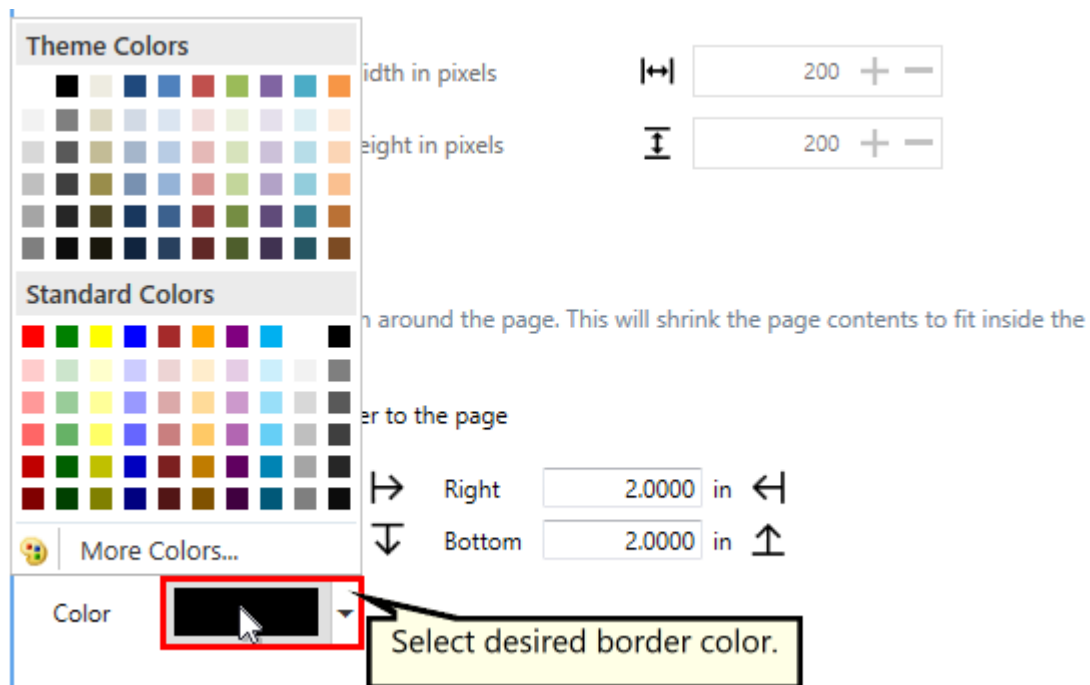 Theme Colors
idth in pixels
200
eight in pixels
200
Standard Colors
around the page. This will shrink the page contents to fit inside the
er to the page
Right 2.0000 in
Bottom 2.0000 in
More Colors...
Color
Select desired border color.